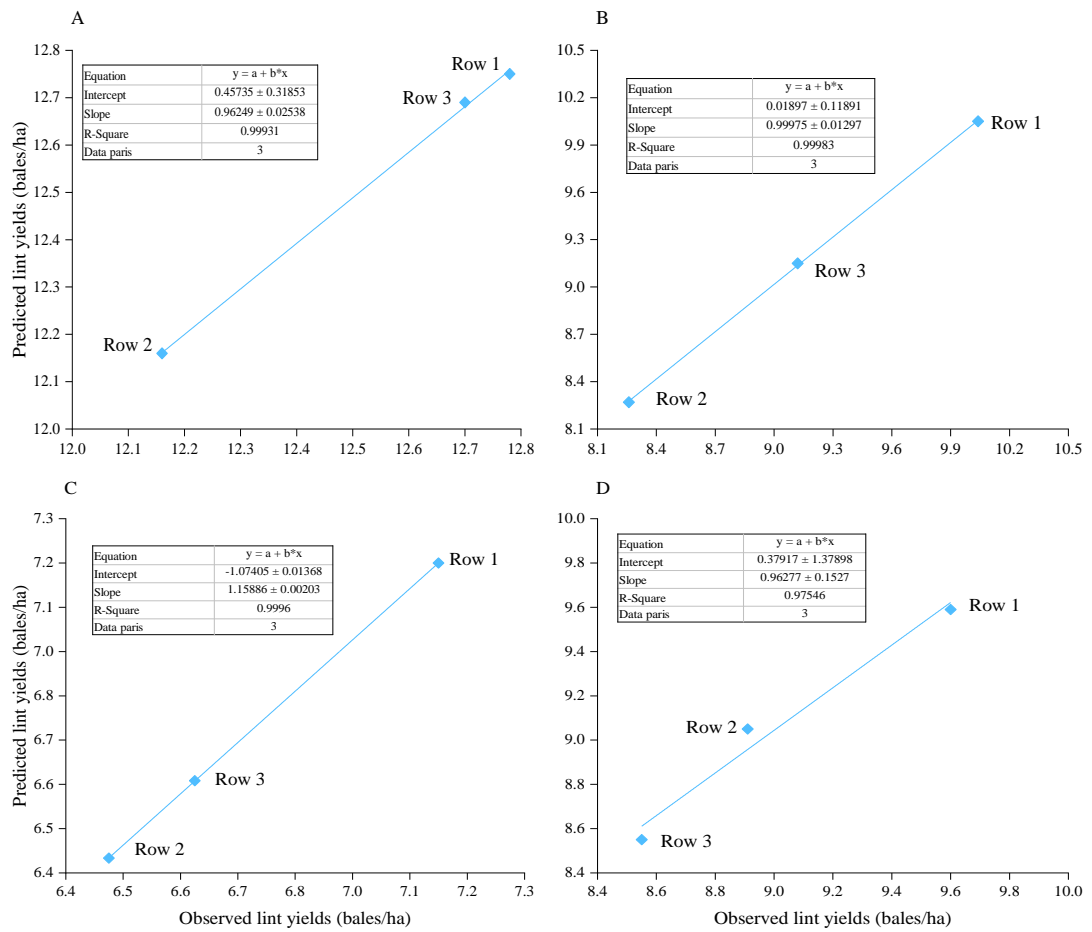 A
Predicted lint yields (bales/ha)
12.8
12.7
12.6
12.5
12.4
12.3
12.2
12.1
12.0
12.0 12.1 12.2 12.3 12.4 12.5 12.6 12.7 12.8
Equation y = a + b*x
Intercept 0.45735 ± 0.31853
Slope 0.96249 ± 0.02538
R-Square 0.99931
Data paris 3
Row 1
Row 3
Row 2
B
10.5
10.2
9.9
9.6
9.3
9.0
8.7
8.4
8.1
8.1 8.4 8.7 9.0 9.3 9.6 9.9 10.2 10.5
Equation y = a + b*x
Intercept 0.01897 ± 0.11891
Slope 0.99975 ± 0.01297
R-Square 0.99983
Data paris 3
Row 1
Row 3
Row 2
C
Predicted lint yields (bales/ha)
7.3
7.2
7.1
6.9
6.8
6.7
6.6
6.5
6.4
6.4 6.5 6.6 6.7 6.8 7.0 7.1 7.2 7.3
Equation y = a + b*x
Intercept -1.07405 ± 0.01368
Slope 1.15886 ± 0.00203
R-Square 0.9996
Data paris 3
Row 1
Row 3
Row 2
Observed lint yields (bales/ha)
D
10.0
9.8
9.6
9.4
9.2
9.0
8.8
8.6
8.4
8.4 8.6 8.8 9.0 9.2 9.4 9.6 9.8 10.0
Equation y = a + b*x
Intercept 0.37917 ± 1.37898
Slope 0.96277 ± 0.1527
R-Square 0.97546
Data paris 3
Row 1
Row 2
Row 3
Observed lint yields (bales/ha)